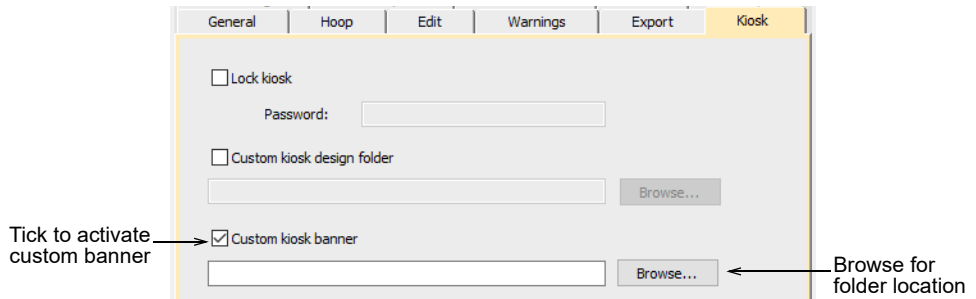 General Hoop Edit Warnings Export Kiosk
Lock kiosk
Password:
Custom kiosk design folder
Browse...
Tick to activate
custom banner
Custom kiosk banner
Browse...
Browse for
folder location